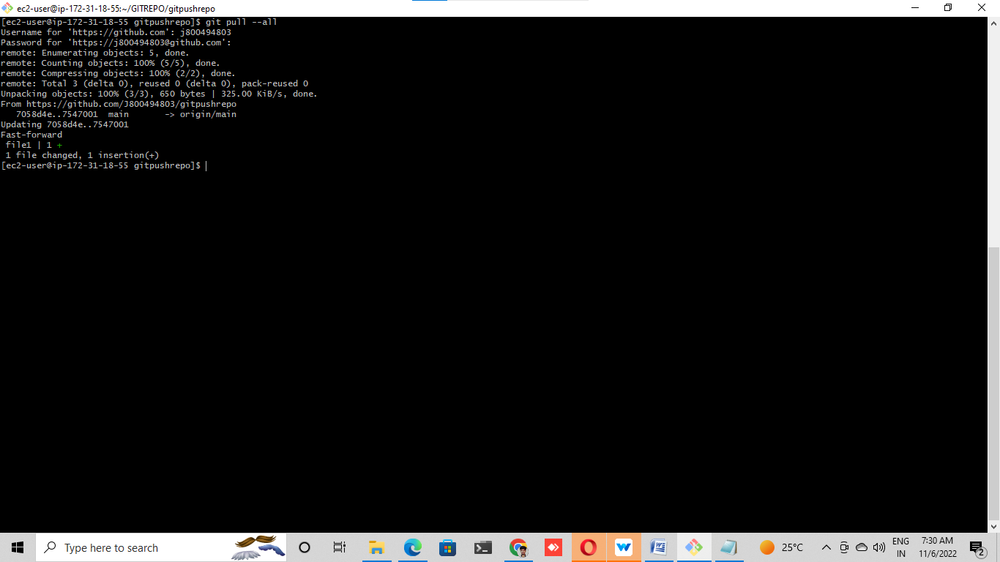 ec2-user@ip-172-31-18-55:~/GITREPO/gitpushrepo
[ec2-user@ip-172-31-18-55 gitpushrepo]$ git pull --all
Username for 'https://github.com': j800494803
Password for 'https://j800494803@github.com':
remote: Enumerating objects: 5, done.
remote: Counting objects: 100% (5/5), done.
remote: Compressing objects: 100% (2/2), done.
remote: Total 3 (delta 0), reused 0 (delta 0), pack-reused 0
Unpacking objects: 100% (3/3), 650 bytes | 325.00 KiB/s, done.
From https://github.com/J800494803/gitpushrepo
   7058d4e..7547001  main       -> origin/main
Updating 7058d4e..7547001
Fast-forward
 file1 | 1 +
 1 file changed, 1 insertion(+)
[ec2-user@ip-172-31-18-55 gitpushrepo]$
Type here to search
25°C
ENG
IN
7:30 AM
11/6/2022
2